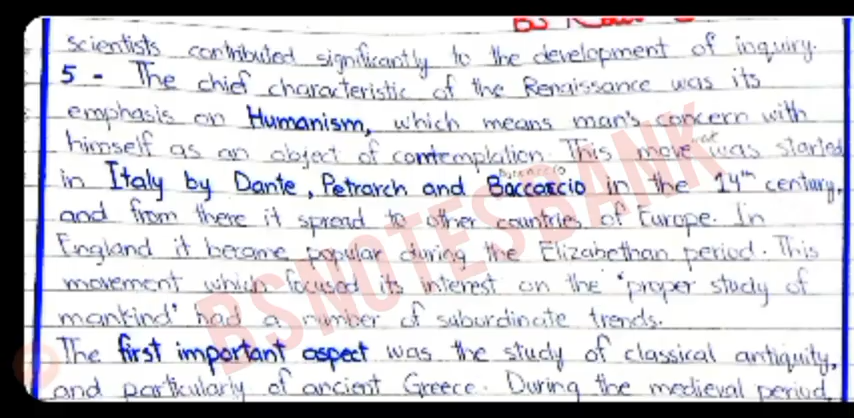 scientists contributed significantly to the development of inquiry.
5 - The chief characteristic of the Renaissance was its
emphasis on Humanism, which means man's concern with
himself as an object of contemplation. This movement was started
in Italy by Dante, Petrarch and Baccoccio in the 14th century,
and from there it spread to other countries of Europe. In
England it became popular during the Elizabethan period. This
movement which focused its interest on the 'proper study of
mankind' had a number of subordinate trends.
The first important aspect was the study of classical antiquity,
and particularly of ancient Greece. During the medieval period,
BSNOTESBANK